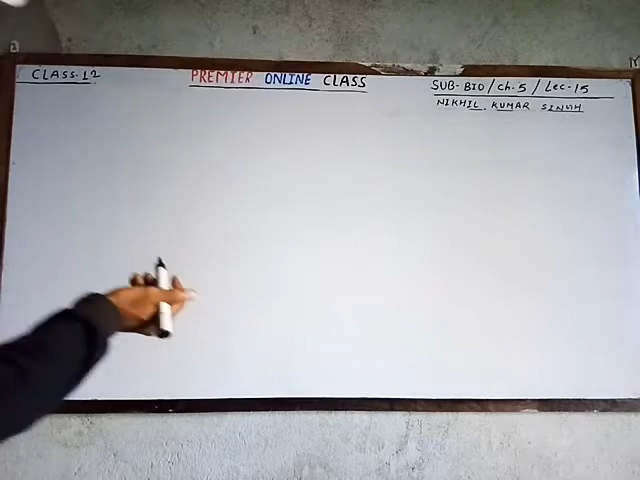 CLASS-12 PREMIER ONLINE CLASS SUB-BIO/Ch.5/Lec-15
NIKHIL KUMAR SINGH